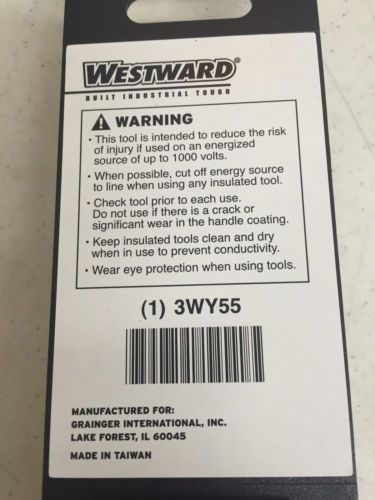 WESTWARD®
BUILT INDUSTRIAL TOUGH
WARNING
• This tool is intended to reduce the risk
of injury if used on an energized
source of up to 1000 volts.
• When possible, cut off energy source
to line when using any insulated tool.
• Check tool prior to each use.
Do not use if there is a crack or
significant wear in the handle coating.
• Keep insulated tools clean and dry
when in use to prevent conductivity.
• Wear eye protection when using tools.
(1) 3WY55
MANUFACTURED FOR:
GRAINGER INTERNATIONAL, INC.
LAKE FOREST, IL 60045
MADE IN TAIWAN